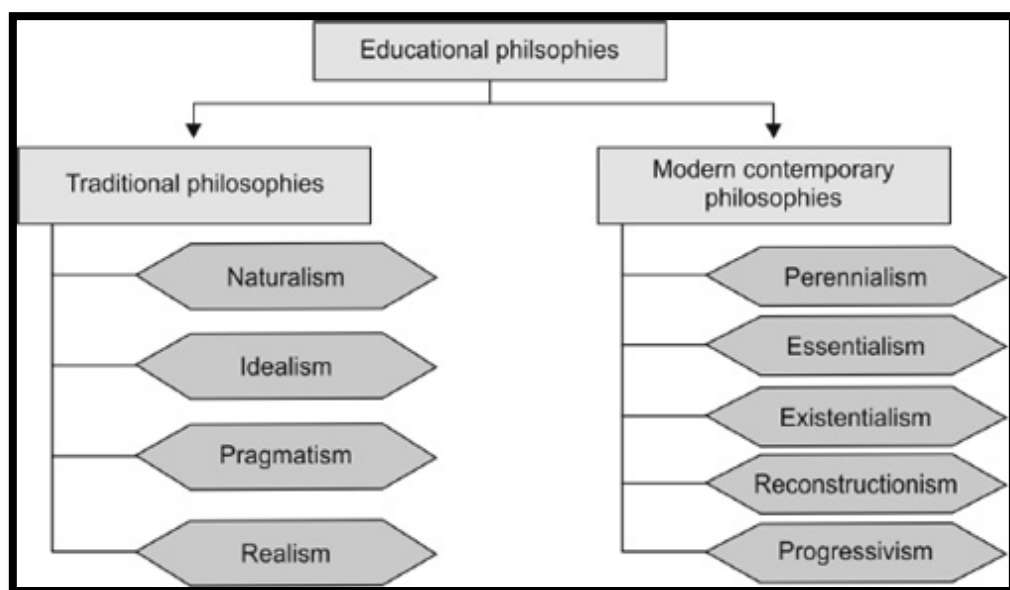 Educational philsophies
Traditional philosophies
Modern contemporary
philosophies
Naturalism
Idealism
Pragmatism
Realism
Perennialism
Essentialism
Existentialism
Reconstructionism
Progressivism